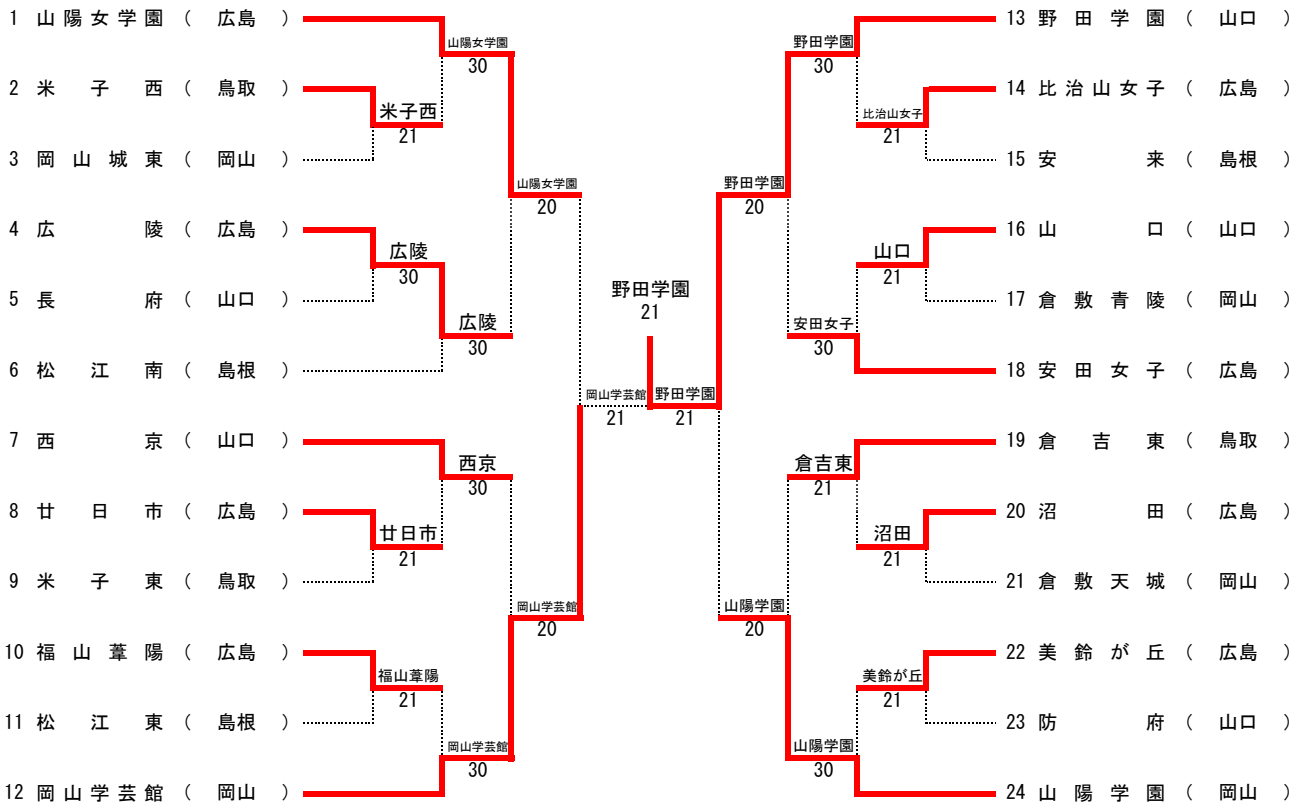 1 山陽女学園 ( 広島 )
2 米子西 ( 鳥取 )
3 岡山城東 ( 岡山 )
4 広陵 ( 広島 )
5 長府 ( 山口 )
6 松江南 ( 島根 )
7 西京 ( 山口 )
8 廿日市 ( 広島 )
9 米子東 ( 鳥取 )
10 福山葦陽 ( 広島 )
11 松江東 ( 島根 )
12 岡山学芸館 ( 岡山 )
米子西
21
広陵
30
廿日市
21
福山葦陽
21
山陽女学園
30
広陵
30
西京
30
岡山学芸館
30
山陽女学園
20
岡山学芸館
20
岡山学芸館
21
野田学園
21
野田学園
21
野田学園
20
山陽学園
20
野田学園
30
安田女子
30
倉吉東
21
山陽学園
30
比治山女子
21
山口
21
沼田
21
美鈴が丘
21
13 野田学園 ( 山口 )
14 比治山女子 ( 広島 )
15 安来 ( 島根 )
16 山口 ( 山口 )
17 倉敷青陵 ( 岡山 )
18 安田女子 ( 広島 )
19 倉吉東 ( 鳥取 )
20 沼田 ( 広島 )
21 倉敷天城 ( 岡山 )
22 美鈴が丘 ( 広島 )
23 防府 ( 山口 )
24 山陽学園 ( 岡山 )